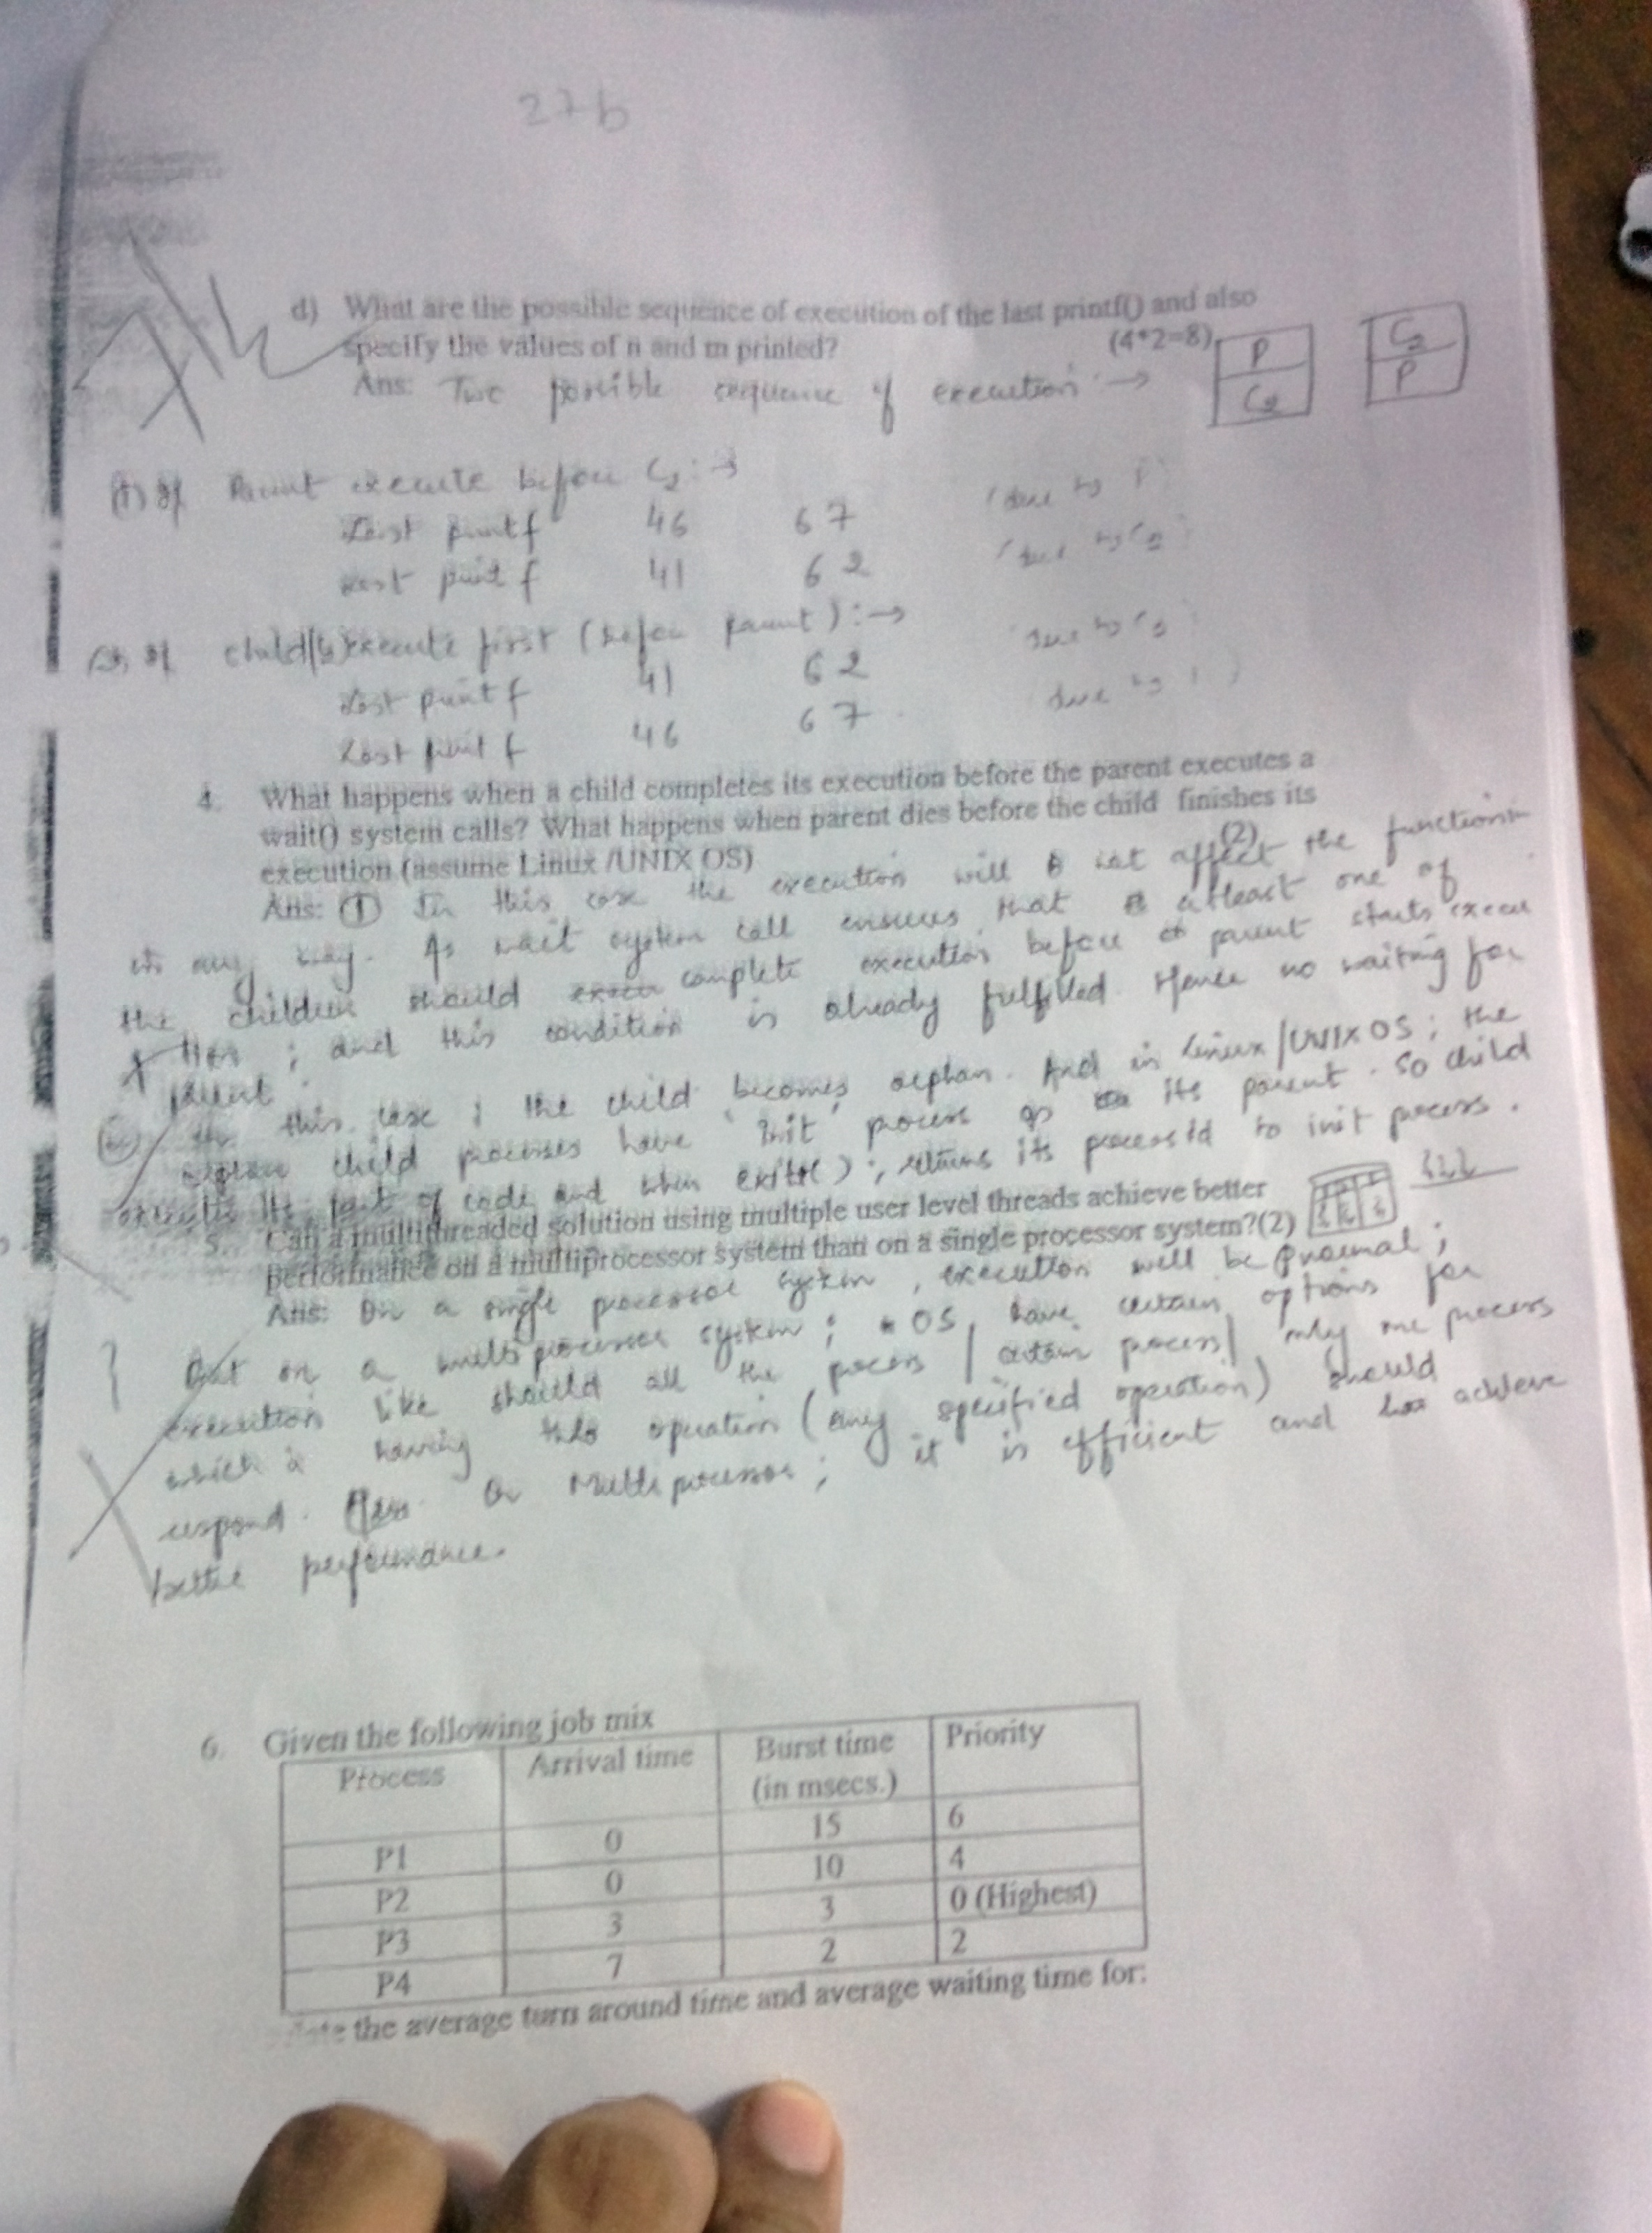 27b
d) What are the possible sequence of execution of the last printf() and also
specify the values of n and m printed? (4*2=8)
Ans: Two possible sequence of execution: → P C2 C2 P
(1) If Parent execute before C2: →
Last printf 46 67 (due to P)
Last printf 41 62 (due to C2)
If child(C2) execute first (before parent): →
Last printf 41 62 due to C2
Last printf 46 67 due to P)
4. What happens when a child completes its execution before the parent executes a
wait() system calls? What happens when parent dies before the child finishes its
execution (assume Linux /UNIX OS) (2)
Ans: ① In this case the execution will not affect the functionin
in any way. As wait system call ensures that atleast one of
the children should complete execution before parent starts execu
tion; and this condition is already fulfilled. Hence no waiting for
parent.
In this case; the child becomes orphan. And in Linux/UNIX OS; the
orphan child processes have 'Init' process as its parent. So child
executes its part of code and when exits( ); returns its process id to init process.
5. Can a multithreaded solution using multiple user level threads achieve better
performance on a multiprocessor system than on a single processor system?(2)
Ans: On a single processor system, execution will be normal;
But on a multiprocessor system; OS have certain options for
execution like should all the process / certain process / only one process
which is having this operation (any specified operation) should
respond. On Multiprocessor; it is efficient and achieve
better performance.
6. Given the following job mix
Process Arrival time Burst time Priority
(in msecs.)
P1 0 15 6
P2 0 10 4
P3 3 3 0 (Highest)
P4 7 2 2
the average turn around time and average waiting time for: